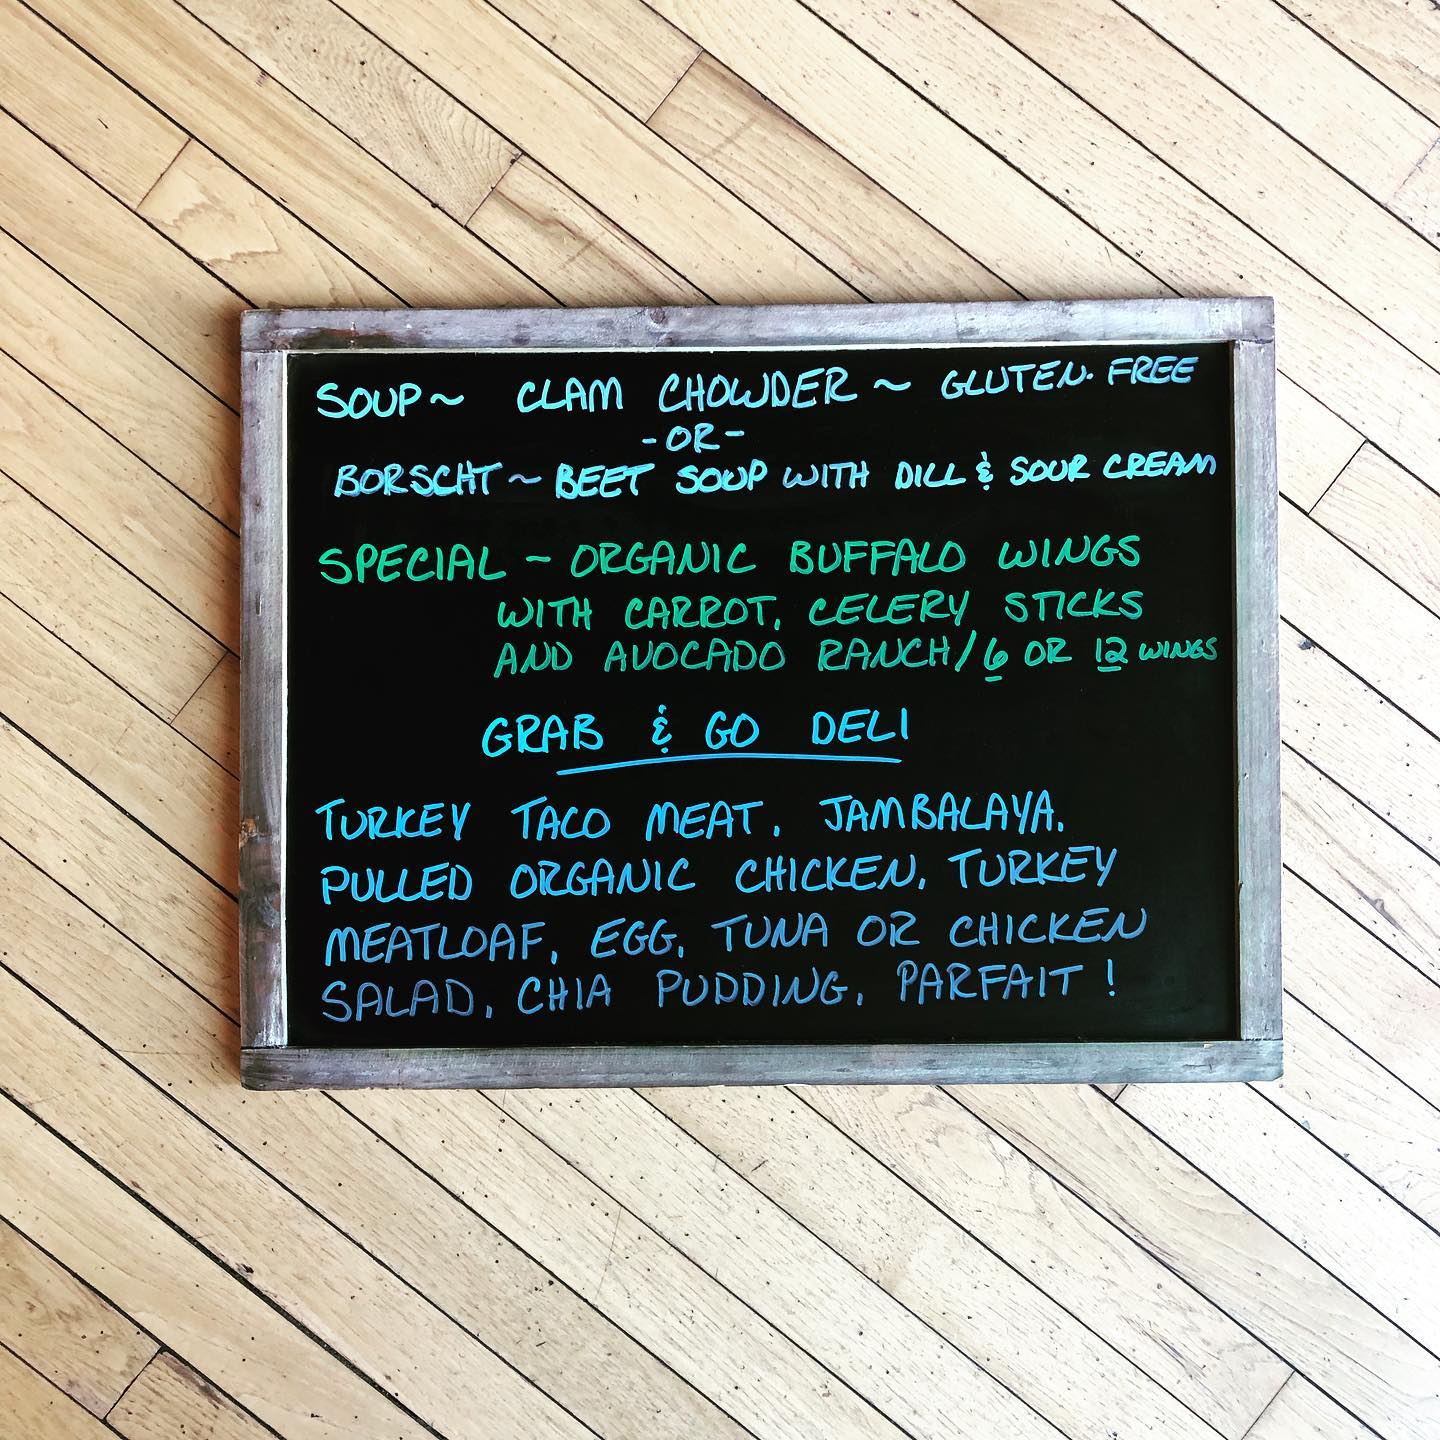 SOUP~ CLAM CHOWDER ~ GLUTEN-FREE
-OR-
BORSCHT ~ BEET SOUP WITH DILL & SOUR CREAM
SPECIAL - ORGANIC BUFFALO WINGS
WITH CARROT, CELERY STICKS
AND AVOCADO RANCH/6 OR 12 WINGS
GRAB & GO DELI
TURKEY TACO MEAT, JAMBALAYA,
PULLED ORGANIC CHICKEN, TURKEY
MEATLOAF, EGG, TUNA OR CHICKEN
SALAD, CHIA PUDDING, PARFAIT!